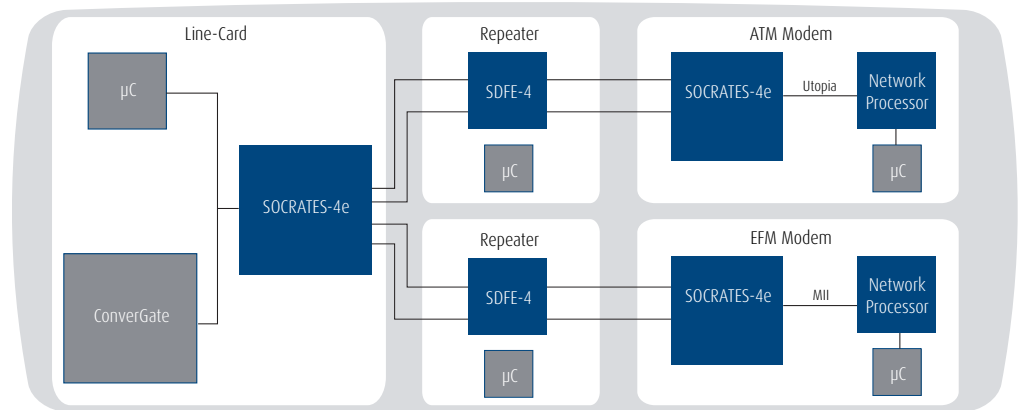 Line-Card
µC
SOCRATES-4e
ConverGate
Repeater
SDFE-4
µC
Repeater
SDFE-4
µC
ATM Modem
SOCRATES-4e
Utopia
Network
Processor
µC
EFM Modem
SOCRATES-4e
MII
Network
Processor
µC